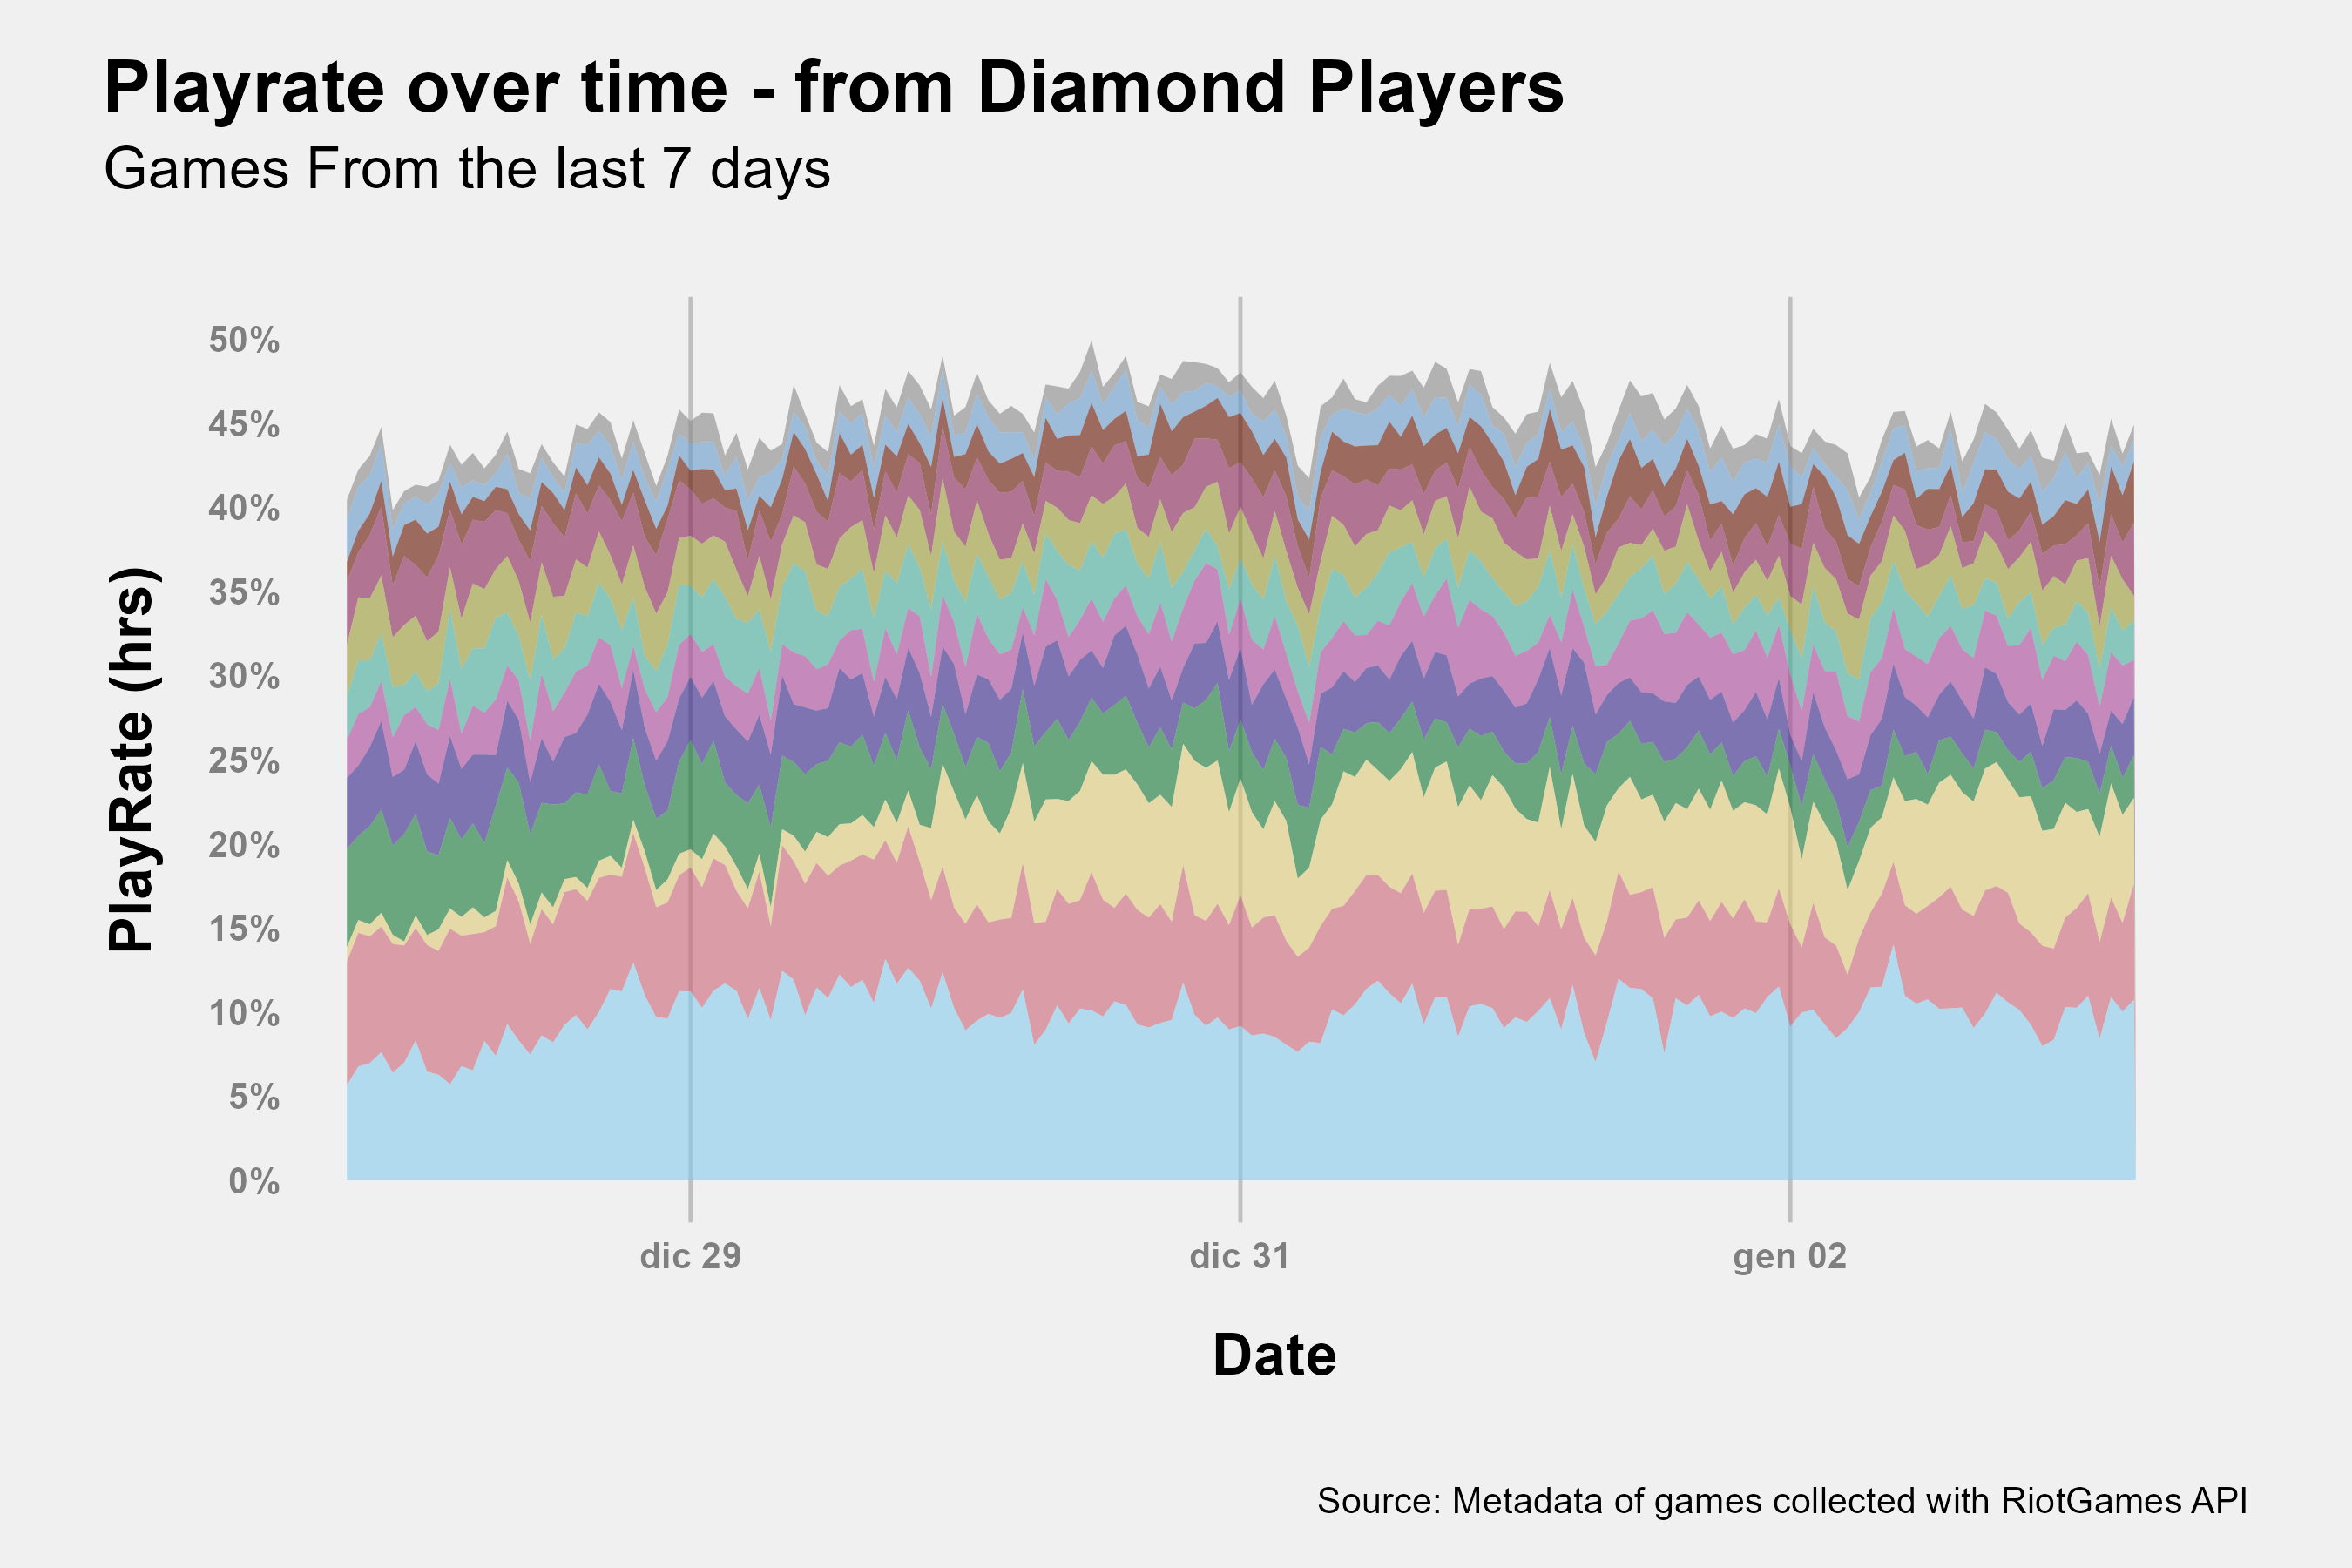 Playrate over time - from Diamond Players
Games From the last 7 days
PlayRate (hrs)
50%
45%
40%
35%
30%
25%
20%
15%
10%
5%
0%
dic 29
dic 31
gen 02
Date
Source: Metadata of games collected with RiotGames API